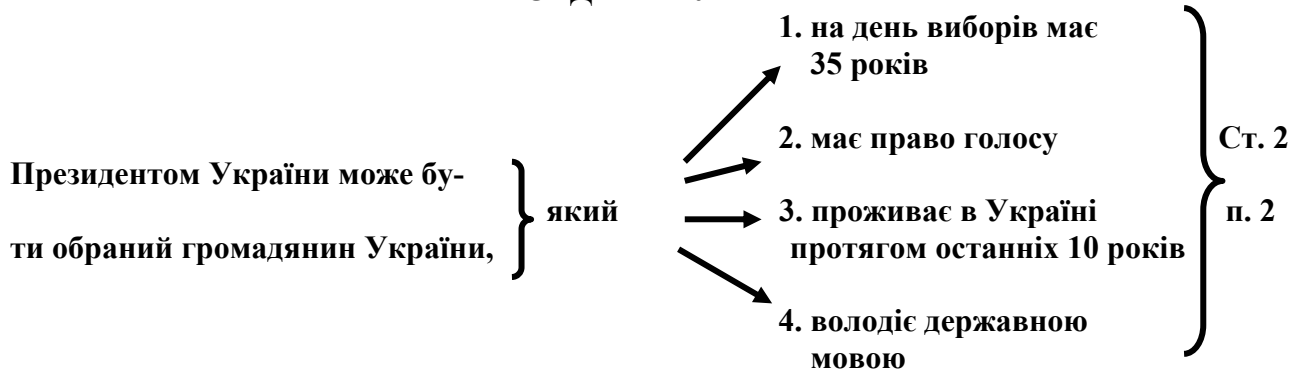 1. на день виборів має
35 років
2. має право голосу
Ст. 2
Президентом України може бу-
який
3. проживає в Україні
п. 2
ти обраний громадянин України,
протягом останніх 10 років
4. володіє державною
мовою